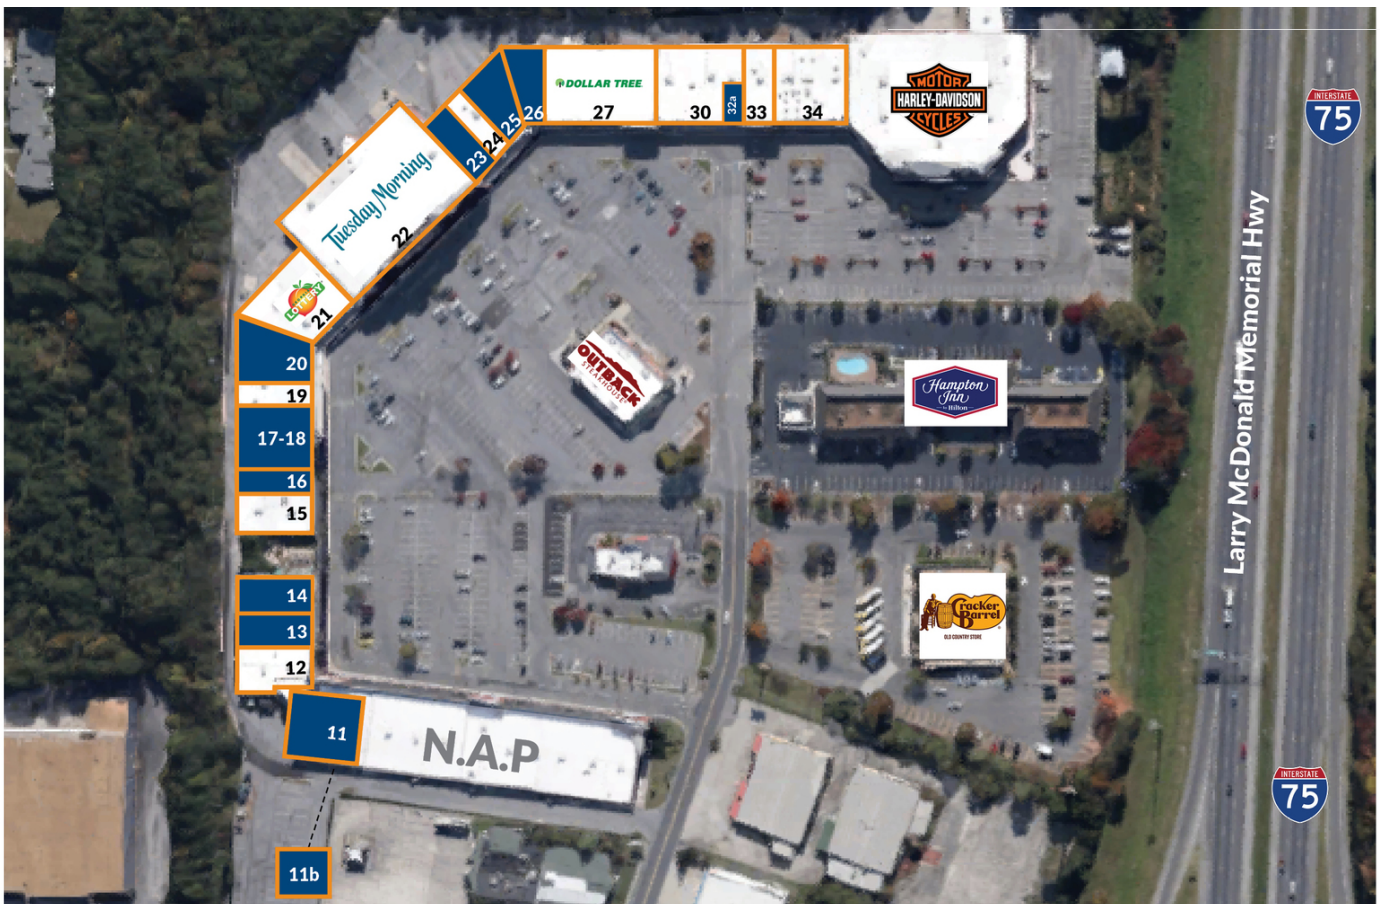 DOLLAR TREE
27
26
25
24
23
30
32a
33
34
MOTOR
HARLEY-DAVIDSON
CYCLES
INTERSTATE
75
Tuesday Morning
22
LOTTERY
21
20
19
17-18
16
15
14
13
12
11
11b
N.A.P
OUTBACK
STEAKHOUSE
Hampton
Inn
by Hilton
Cracker
Barrel
OLD COUNTRY STORE
Larry McDonald Memorial Hwy
INTERSTATE
75